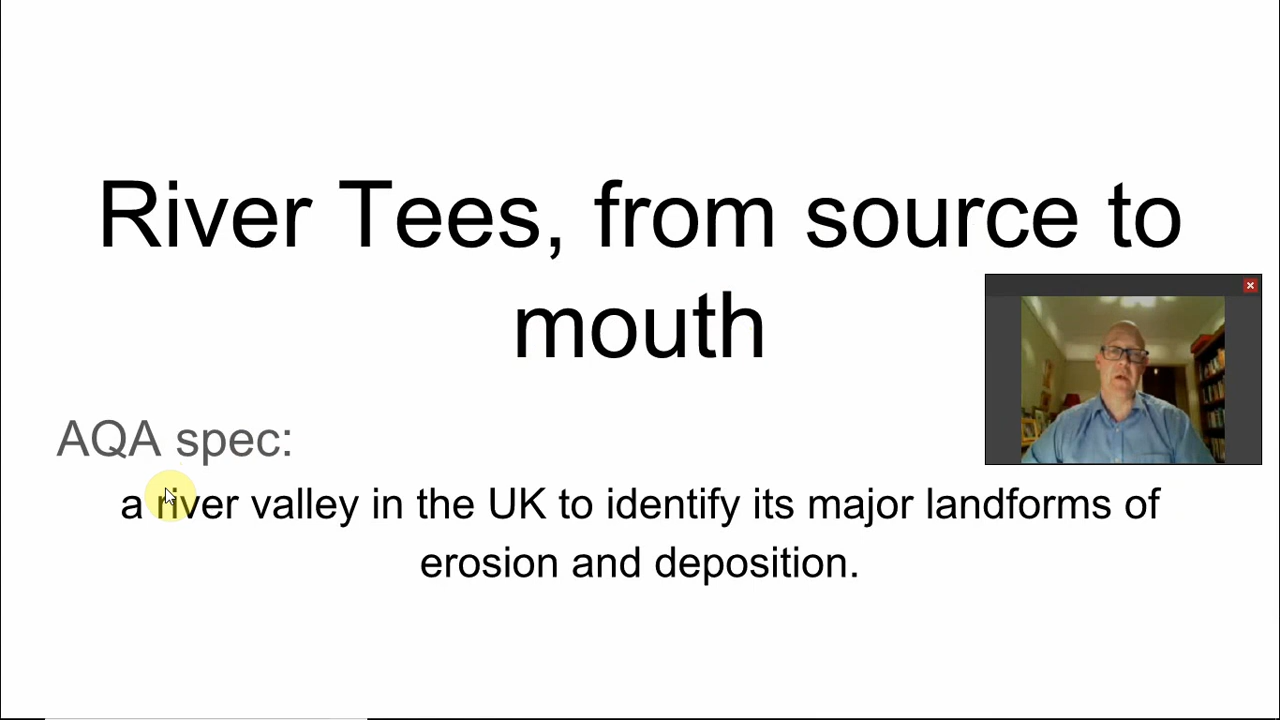 River Tees, from source to
mouth
AQA spec:
a river valley in the UK to identify its major landforms of
erosion and deposition.